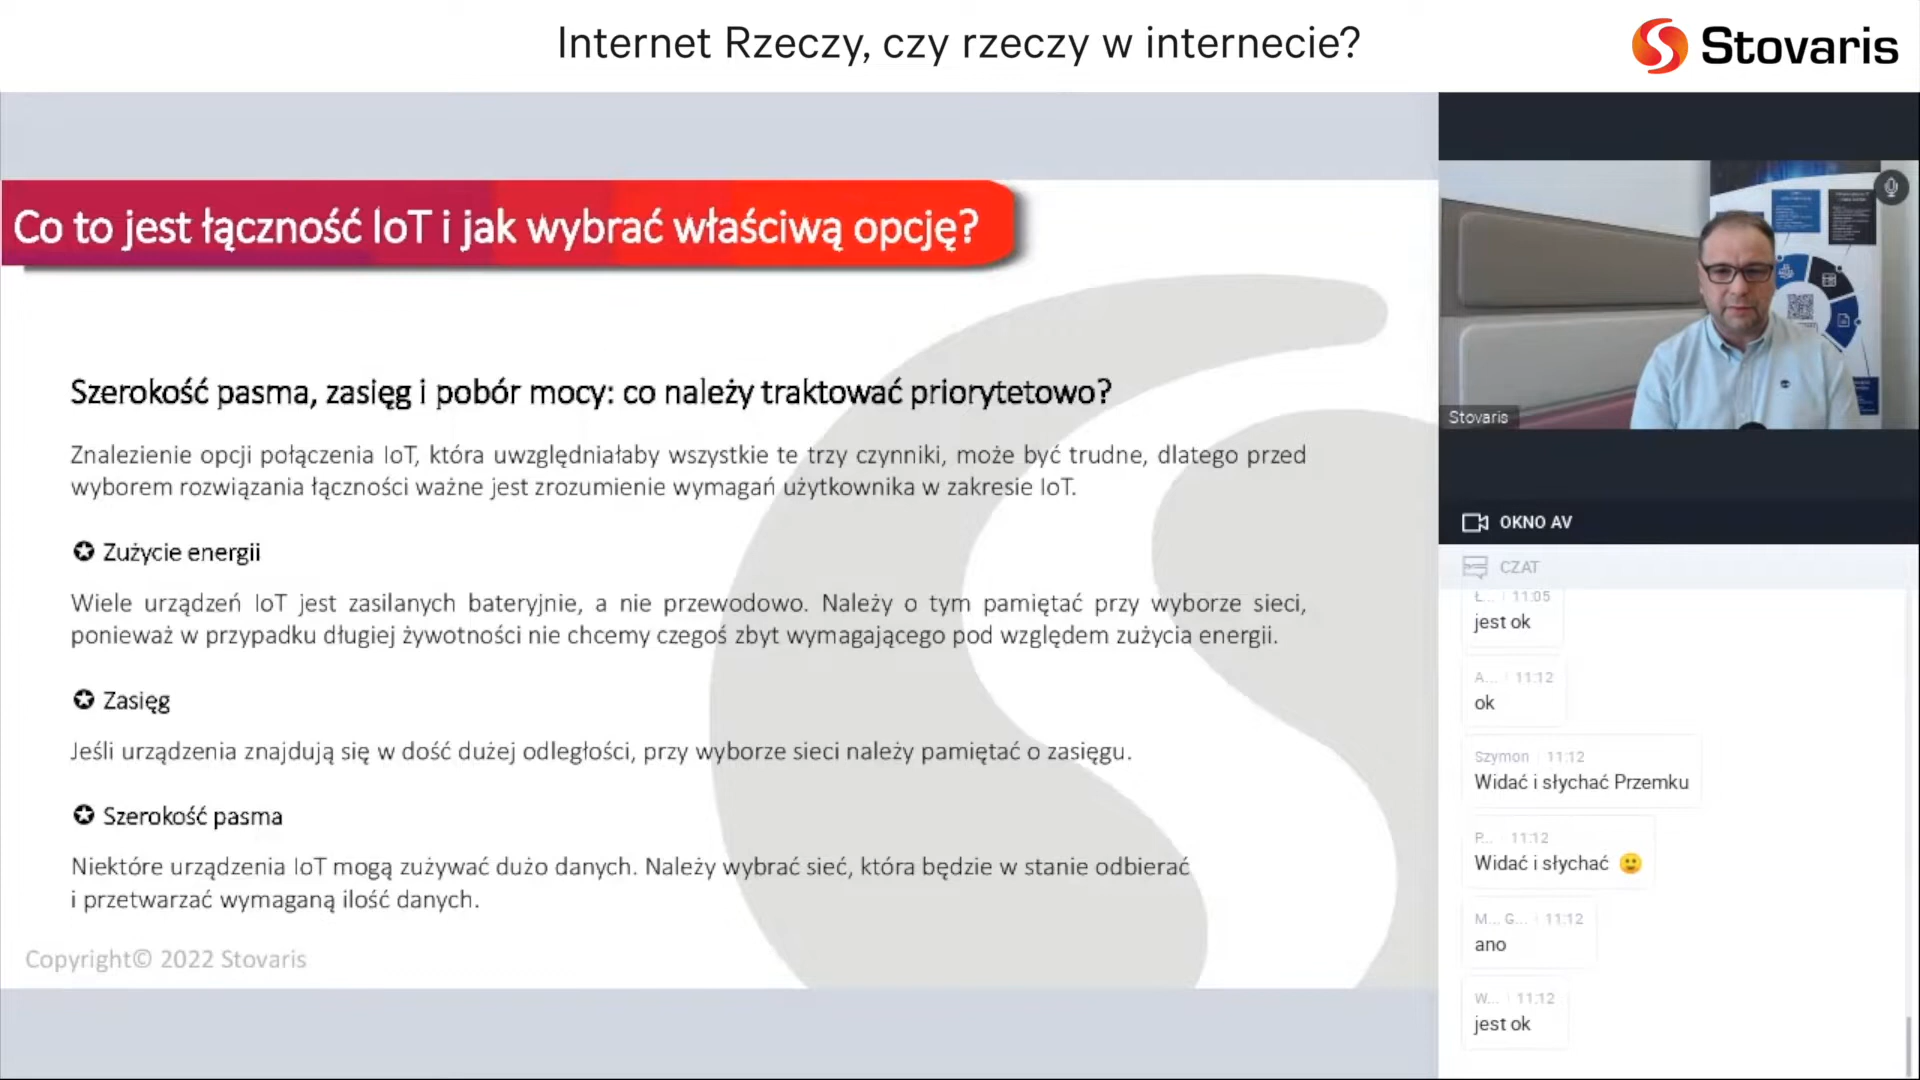 Internet Rzeczy, czy rzeczy w internecie?
Stovaris
Co to jest łączność IoT i jak wybrać właściwą opcję?
Szerokość pasma, zasięg i pobór mocy: co należy traktować priorytetowo?
Znalezienie opcji połączenia IoT, która uwzględniałaby wszystkie te trzy czynniki, może być trudne, dlatego przed
wyborem rozwiązania łączności ważne jest zrozumienie wymagań użytkownika w zakresie IoT.
✪ Zużycie energii
Wiele urządzeń IoT jest zasilanych bateryjnie, a nie przewodowo. Należy o tym pamiętać przy wyborze sieci,
ponieważ w przypadku długiej żywotności nie chcemy czegoś zbyt wymagającego pod względem zużycia energii.
✪ Zasięg
Jeśli urządzenia znajdują się w dość dużej odległości, przy wyborze sieci należy pamiętać o zasięgu.
✪ Szerokość pasma
Niektóre urządzenia IoT mogą zużywać dużo danych. Należy wybrać sieć, która będzie w stanie odbierać
i przetwarzać wymaganą ilość danych.
Copyright© 2022 Stovaris
Stovaris
OKNO AV
CZAT
Ł... 11:05
jest ok
A... 11:12
ok
Szymon 11:12
Widać i słychać Przemku
P... 11:12
Widać i słychać 🙂
M... G... 11:12
ano
W... 11:12
jest ok